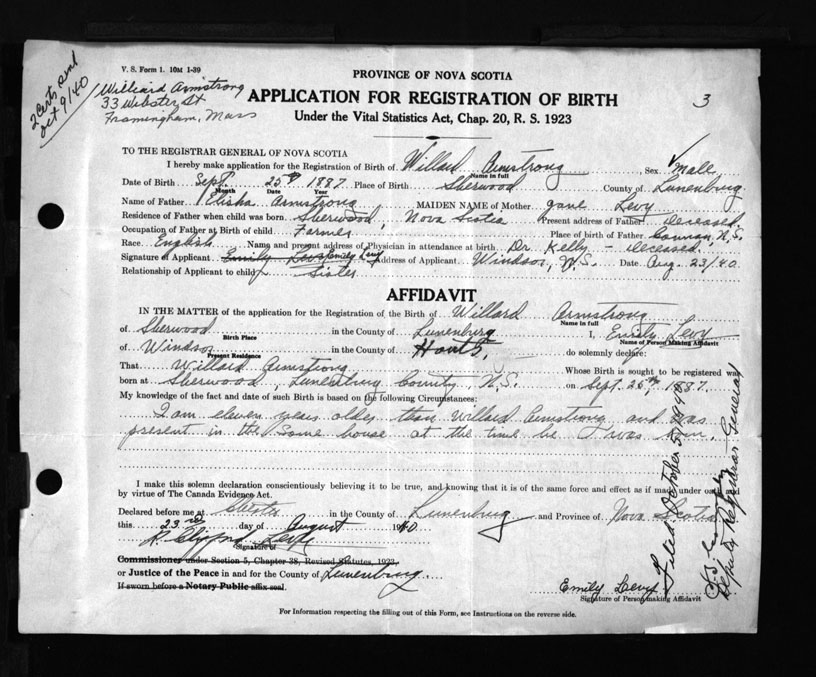 V. S. Form 1. 10M 1-39
2 Certs Sent
Oct 9/40
Williard Armstrong
33 Webster St
Framingham, Mass
3
PROVINCE OF NOVA SCOTIA
APPLICATION FOR REGISTRATION OF BIRTH
Under the Vital Statistics Act, Chap. 20, R. S. 1923
TO THE REGISTRAR GENERAL OF NOVA SCOTIA
I hereby make application for the Registration of Birth of Willard Armstrong Sex male
Name in full
Date of Birth Sept. 25th 1887 Place of Birth Sherwood County of Lunenburg
Month Date Year
Name of Father Elisha Armstrong MAIDEN NAME of Mother Jane Levy
Residence of Father when child was born Sherwood, Nova Scotia Present address of Father Deceased.
Occupation of Father at Birth of child Farmer Place of birth of Father N.S.
Race English Name and present address of Physician in attendance at birth Dr. Kelly - deceased.
Signature of Applicant Emily Levy Emily Levy Address of Applicant Windsor, N.S. Date Aug. 23/40
Relationship of Applicant to child Sister
AFFIDAVIT
IN THE MATTER of the application for the Registration of the Birth of Willard Armstrong
Name in full
of Sherwood in the County of Lunenburg I, Emily Levy
Birth Place Name of Person Making Affidavit
of Windsor in the County of Hants, do solemnly declare:
Present Residence
That Willard Armstrong Whose Birth is sought to be registered was
born at Sherwood, Lunenburg County, N.S. on Sept. 25th, 1887.
My knowledge of the fact and date of such Birth is based on the following Circumstances:
I am eleven years older than Willard Armstrong and was
present in the same house at the time he was born.
I make this solemn declaration conscientiously believing it to be true, and knowing that it is of the same force and effect as if made under oath and
by virtue of The Canada Evidence Act.
Declared before me at Chester in the County of Lunenburg and Province of Nova Scotia
this 23rd day of August 1940.
R. Clifford Levy
Signature of
Commissioner under Section 5, Chapter 38, Revised Statutes, 1923
or Justice of the Peace in and for the County of Lunenburg
If sworn before a Notary Public affix seal.
Emily Levy
Signature of Person making Affidavit
Filed October 5, 1940
Deputy Registrar General
For Information respecting the filling out of this Form, see Instructions on the reverse side.